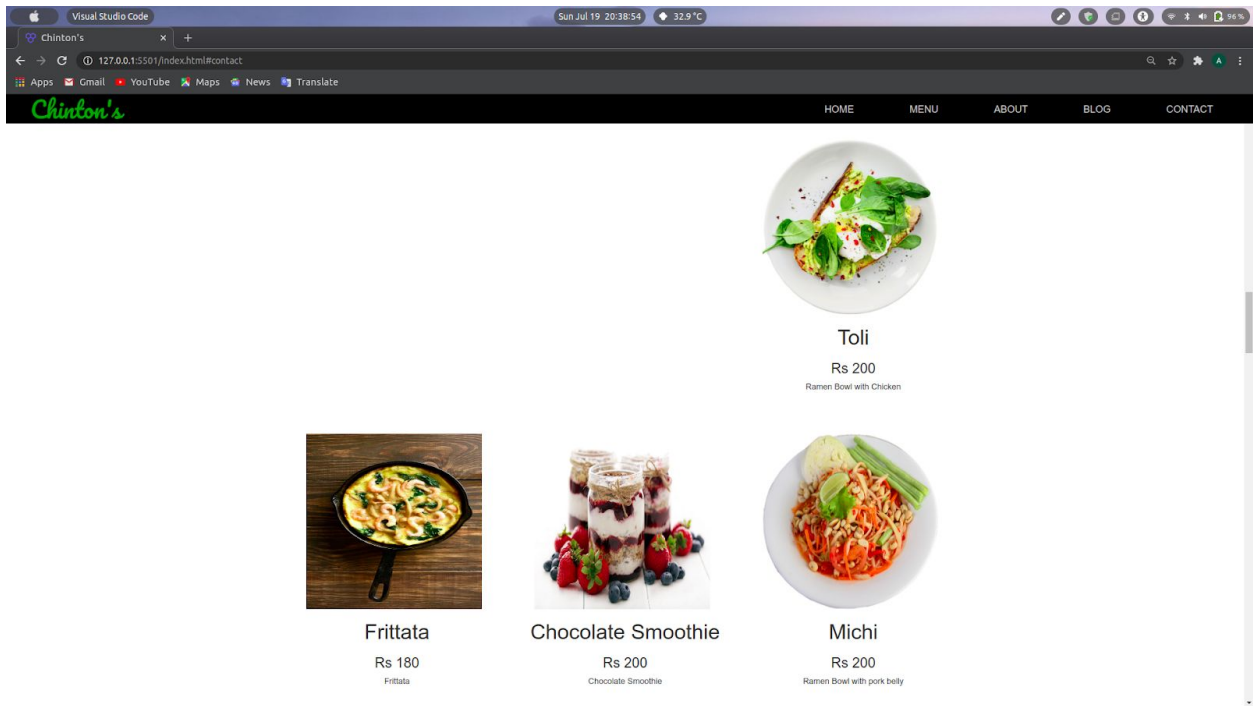 Visual Studio Code
Sun Jul 19 20:38:54
32.9 °C
96 %
Chinton's
127.0.0.1:5501/index.html#contact
A
Apps Gmail YouTube Maps News Translate
Chinton's HOME MENU ABOUT BLOG CONTACT
Toli
Rs 200
Ramen Bowl with Chicken
Frittata
Rs 180
Frittata
Chocolate Smoothie
Rs 200
Chocolate Smoothie
Michi
Rs 200
Ramen Bowl with pork belly